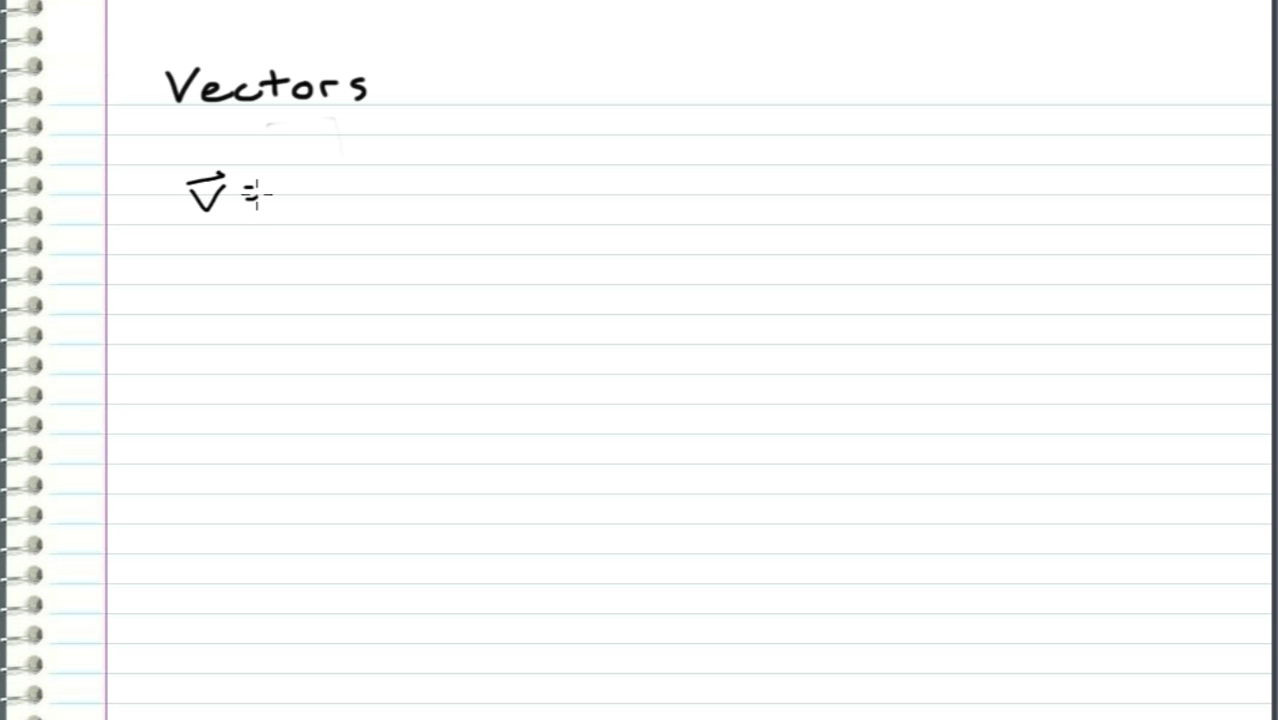 Vectors
v⃗ =